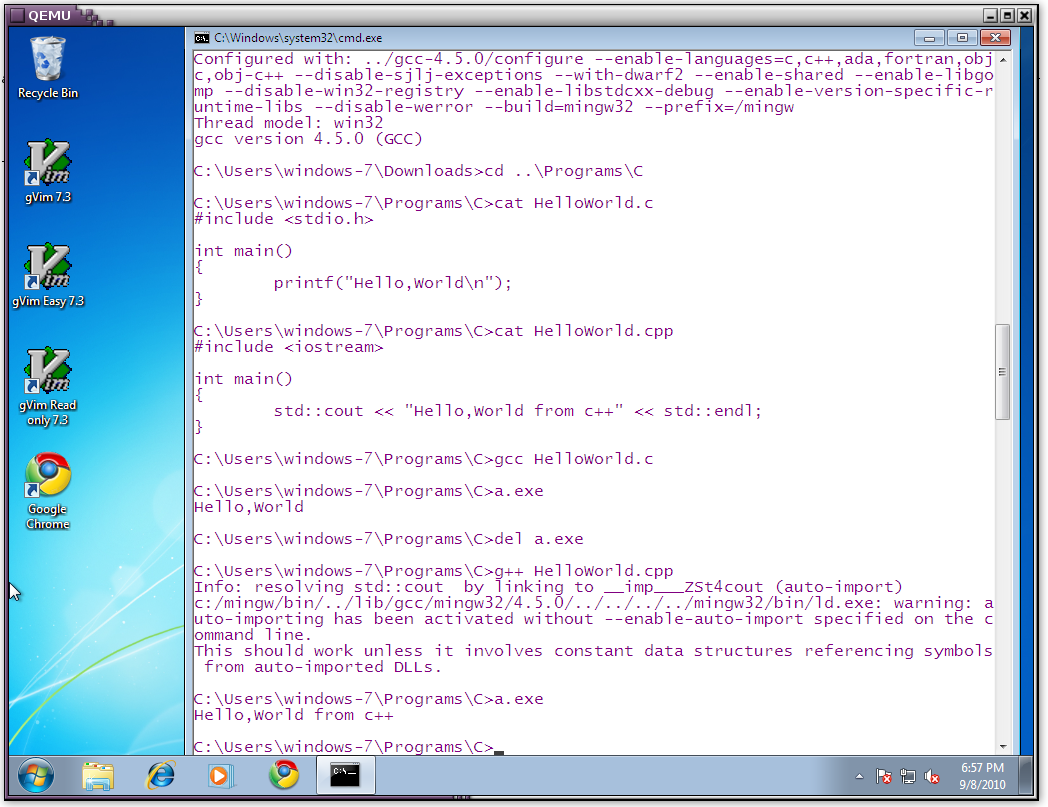 QEMU
C:\Windows\system32\cmd.exe
Recycle Bin
gVim 7.3
gVim Easy 7.3
gVim Read
only 7.3
Google
Chrome
Configured with: ../gcc-4.5.0/configure --enable-languages=c,c++,ada,fortran,obj
c,obj-c++ --disable-sjlj-exceptions --with-dwarf2 --enable-shared --enable-libgo
mp --disable-win32-registry --enable-libstdcxx-debug --enable-version-specific-r
untime-libs --disable-werror --build=mingw32 --prefix=/mingw
Thread model: win32
gcc version 4.5.0 (GCC)
C:\Users\windows-7\Downloads>cd ..\Programs\C
C:\Users\windows-7\Programs\C>cat HelloWorld.c
#include <stdio.h>
int main()
{
printf("Hello,World\n");
}
C:\Users\windows-7\Programs\C>cat HelloWorld.cpp
#include <iostream>
int main()
{
std::cout << "Hello,World from c++" << std::endl;
}
C:\Users\windows-7\Programs\C>gcc HelloWorld.c
C:\Users\windows-7\Programs\C>a.exe
Hello,World
C:\Users\windows-7\Programs\C>del a.exe
C:\Users\windows-7\Programs\C>g++ HelloWorld.cpp
Info: resolving std::cout  by linking to __imp___ZSt4cout (auto-import)
c:/mingw/bin/../lib/gcc/mingw32/4.5.0/../../../../mingw32/bin/ld.exe: warning: a
uto-importing has been activated without --enable-auto-import specified on the c
ommand line.
This should work unless it involves constant data structures referencing symbols
from auto-imported DLLs.
C:\Users\windows-7\Programs\C>a.exe
Hello,World from c++
C:\Users\windows-7\Programs\C>_
6:57 PM
9/8/2010